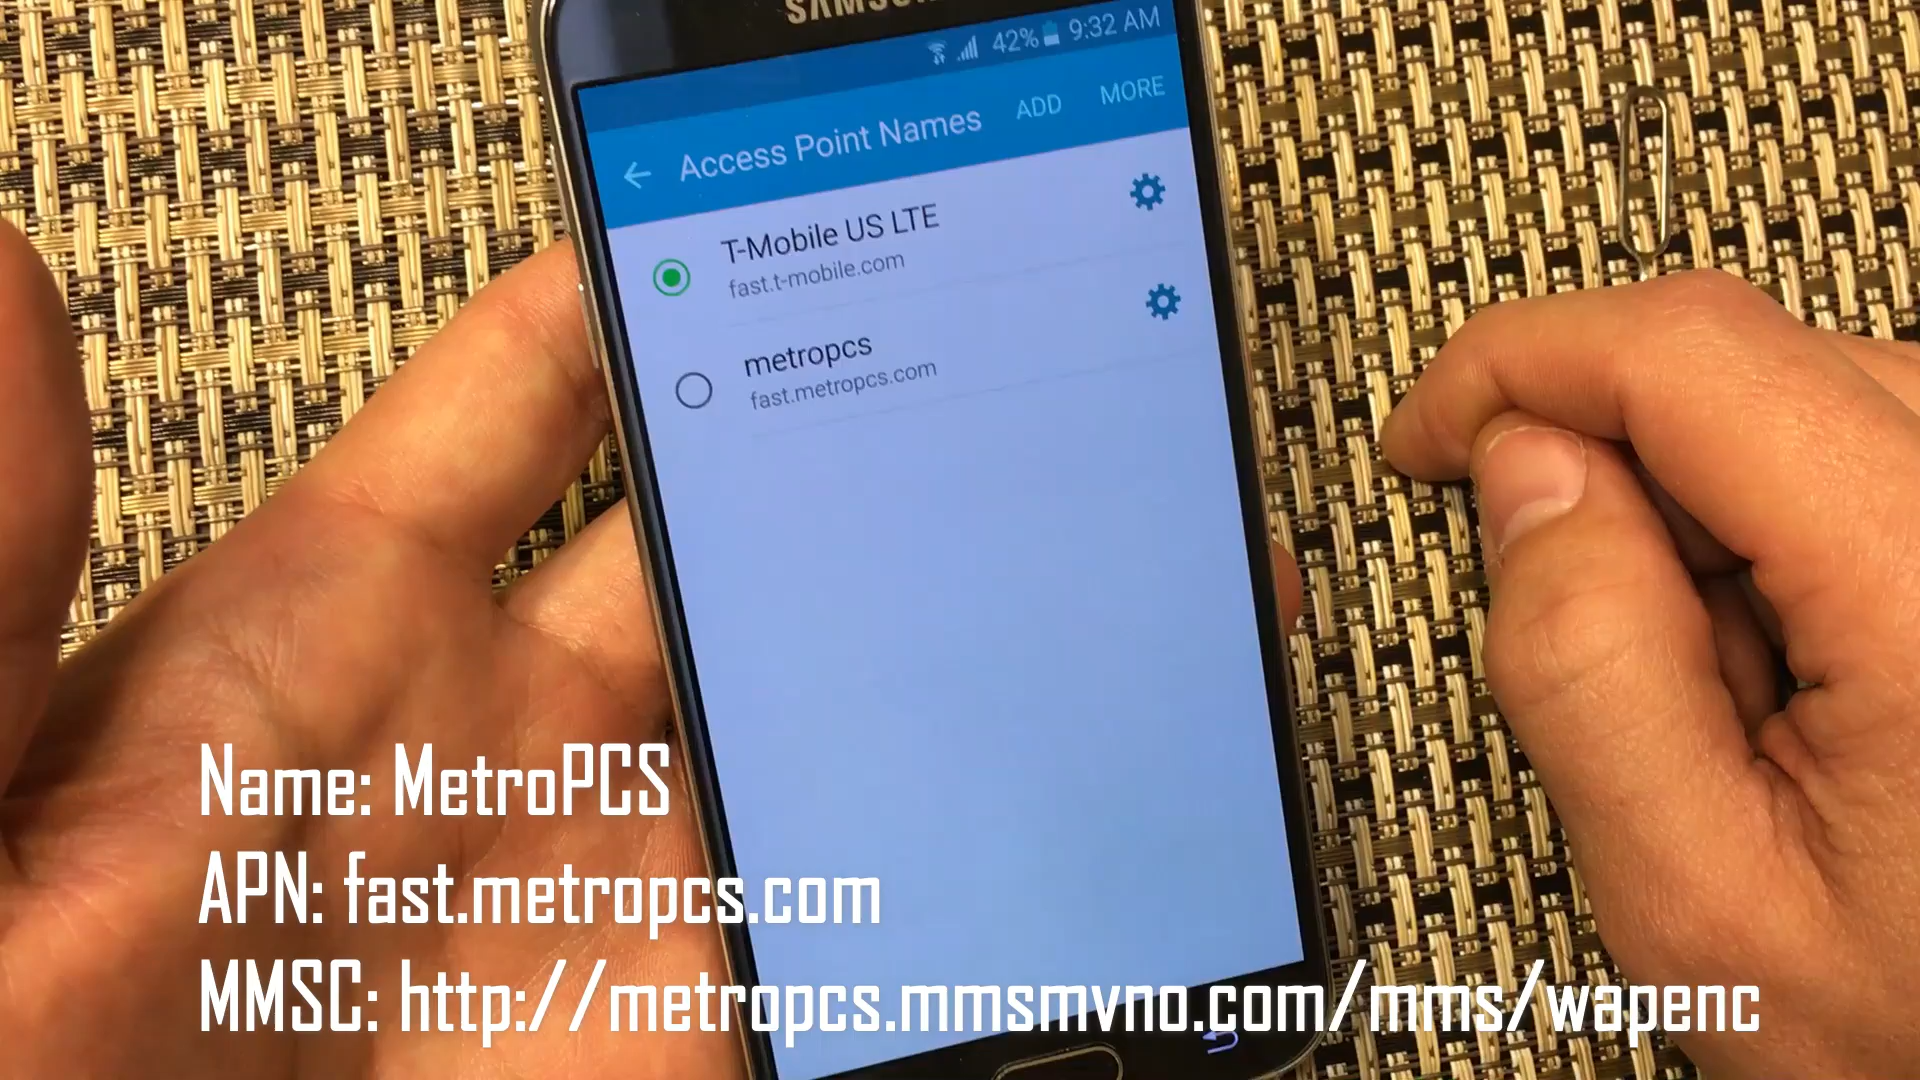 SAMSUNG
42% 9:32 AM
Access Point Names ADD MORE
T-Mobile US LTE
fast.t-mobile.com
metropcs
fast.metropcs.com
Name: MetroPCS
APN: fast.metropcs.com
MMSC: http://metropcs.mmsmvno.com/mms/wapenc